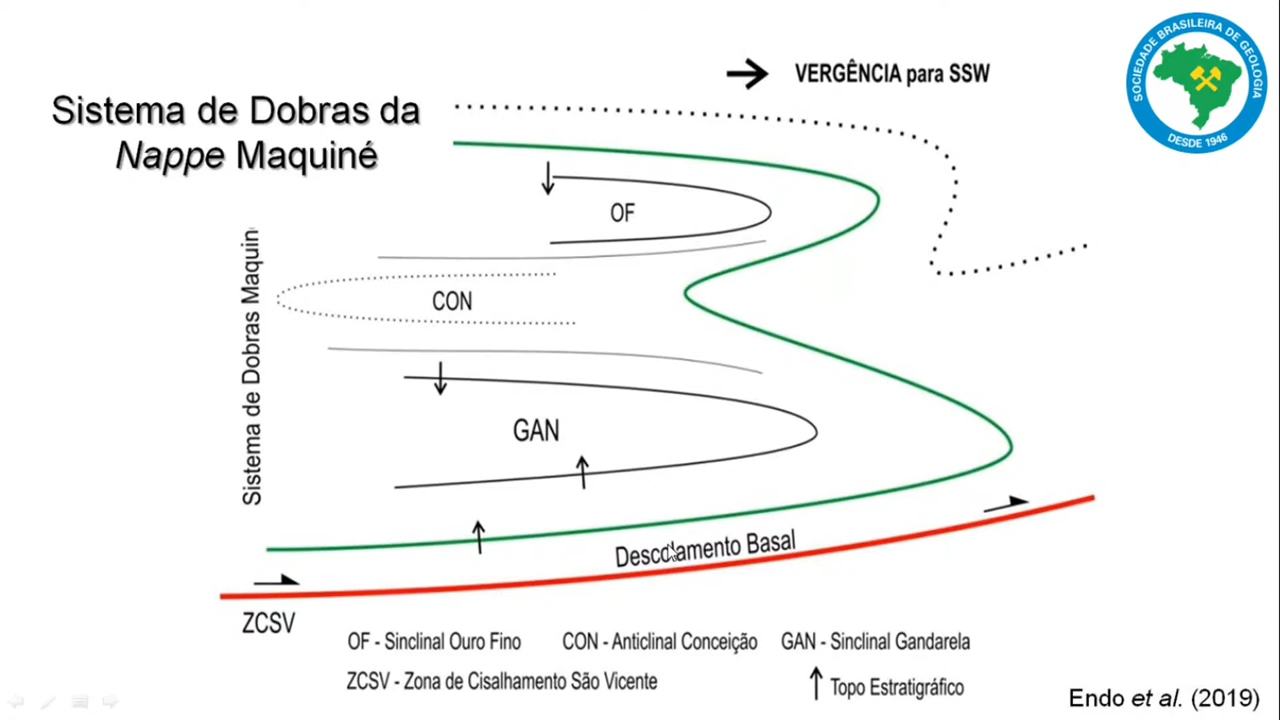 SOCIEDADE BRASILEIRA DE GEOLOGIA
DESDE 1946
VERGÊNCIA para SSW
Sistema de Dobras da
Nappe Maquiné
OF
Sistema de Dobras Maquin
CON
GAN
Descolamento Basal
ZCSV
OF - Sinclinal Ouro Fino
CON - Anticlinal Conceição
GAN - Sinclinal Gandarela
ZCSV - Zona de Cisalhamento São Vicente
Topo Estratigráfico
Endo et al. (2019)